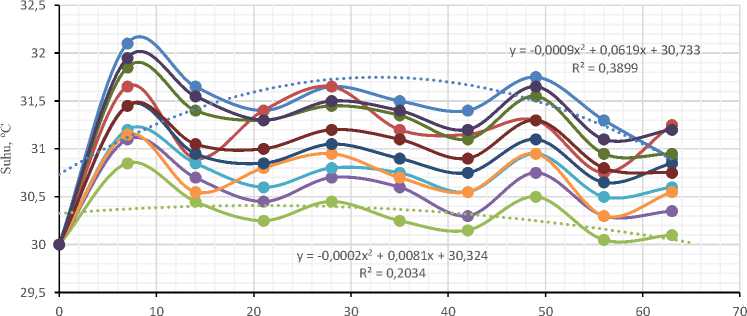 32,5
y = -0,0009x² + 0,0619x + 30,733
R² = 0,3899
32
31,5
31
Suhu, °C
30,5
30
y = -0,0002x² + 0,0081x + 30,324
R² = 0,2034
29,5
0 10 20 30 40 50 60 70